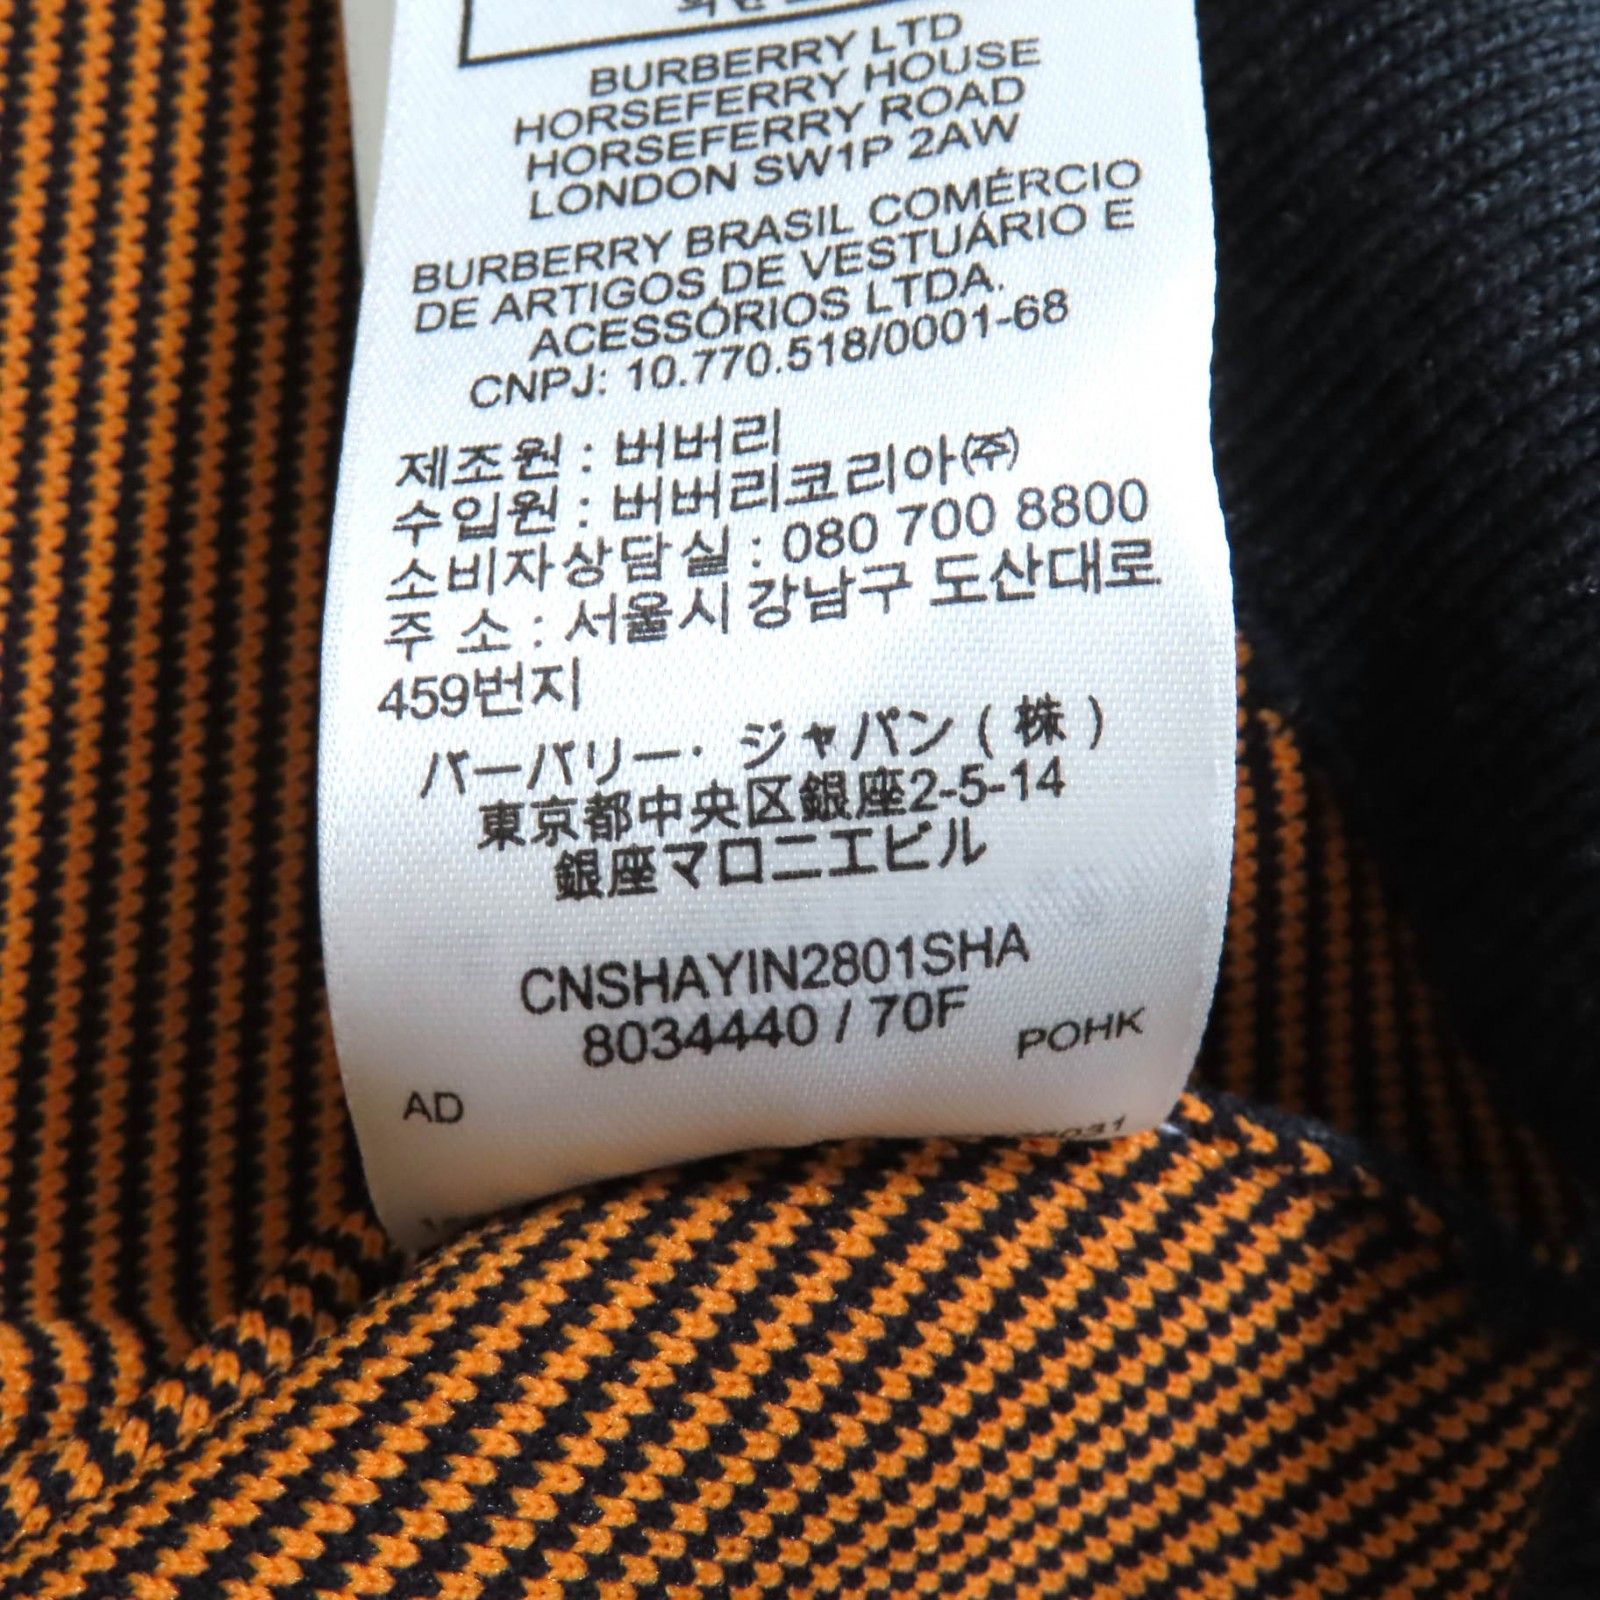 BURBERRY LTD
HORSEFERRY HOUSE
HORSEFERRY ROAD
LONDON SW1P 2AW
BURBERRY BRASIL COMÉRCIO
DE ARTIGOS DE VESTUÁRIO E
ACESSÓRIOS LTDA.
CNPJ: 10.770.518/0001-68
제조원 : 버버리
수입원 : 버버리코리아㈜
소비자상담실 : 080 700 8800
주 소 : 서울시 강남구 도산대로
459번지
バーバリー・ジャパン ( 株 )
東京都中央区銀座2-5-14
銀座マロニエビル
CNSHAYIN2801SHA
8034440 / 70F
POHK
AD